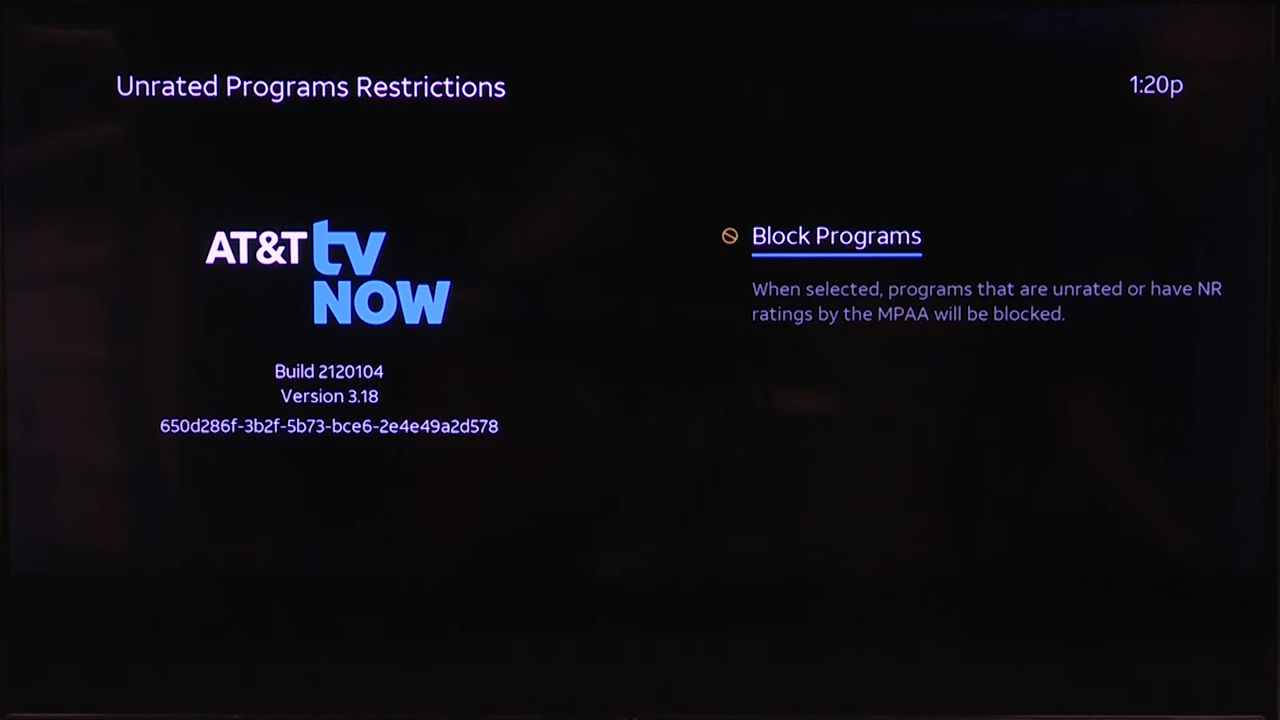 Unrated Programs Restrictions
1:20p
AT&T tv
NOW
Build 2120104
Version 3.18
650d286f-3b2f-5b73-bce6-2e4e49a2d578
Block Programs
When selected, programs that are unrated or have NR
ratings by the MPAA will be blocked.